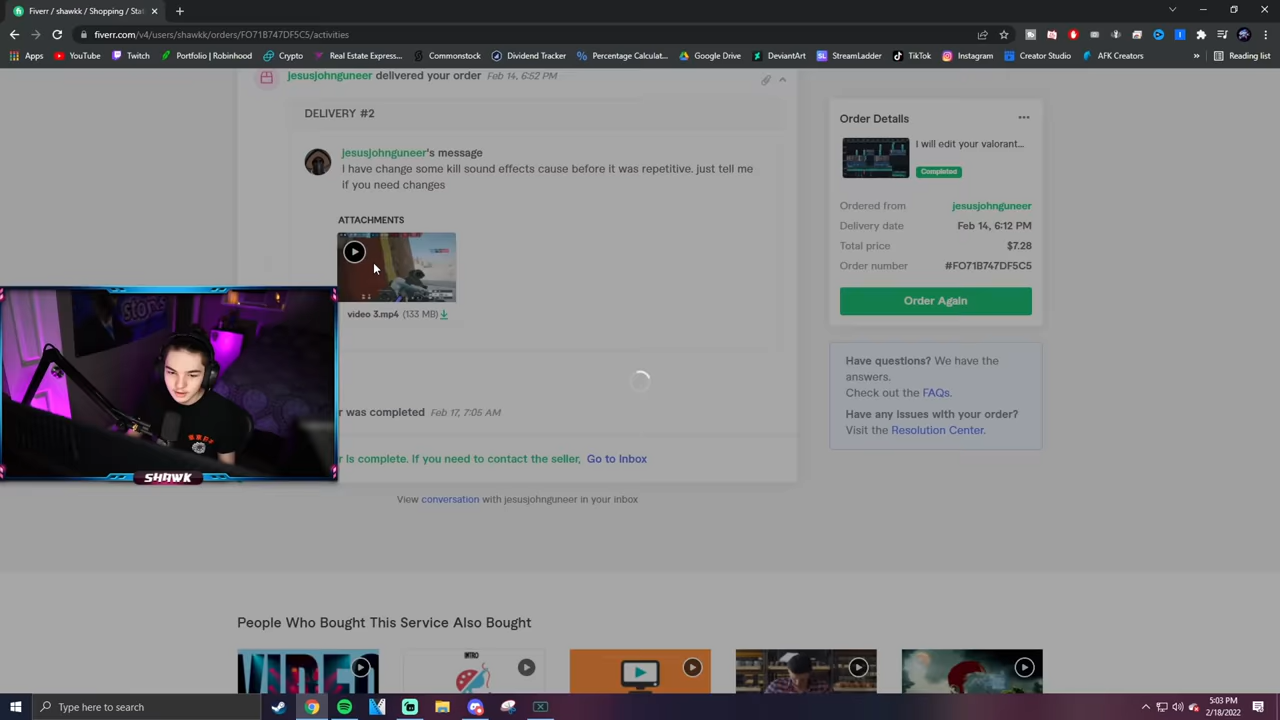 Fiverr / shawkk / Shopping / Stat
fiverr.com/v4/users/shawkk/orders/FO71B747DF5C5/activities
Apps
YouTube
Twitch
Portfolio | Robinhood
Crypto
Real Estate Expres...
Commonstock
Dividend Tracker
Percentage Calculat...
Google Drive
DeviantArt
StreamLadder
TikTok
Instagram
Creator Studio
AFK Creators
»
Reading list
jesusjohnguneer delivered your order Feb 14, 6:52 PM
DELIVERY #2
jesusjohnguneer's message
I have change some kill sound effects cause before it was repetitive. just tell me
if you need changes
ATTACHMENTS
video 3.mp4 (133 MB)
r was completed Feb 17, 7:05 AM
r is complete. If you need to contact the seller, Go to Inbox
View conversation with jesusjohnguneer in your inbox
Order Details
I will edit your valorant...
Completed
Ordered from jesusjohnguneer
Delivery date Feb 14, 6:12 PM
Total price $7.28
Order number #FO71B747DF5C5
Order Again
Have questions? We have the
answers.
Check out the FAQs.
Have any issues with your order?
Visit the Resolution Center.
SHAWK
People Who Bought This Service Also Bought
VIDEO
INTRO
Type here to search
5:03 PM
2/18/2022